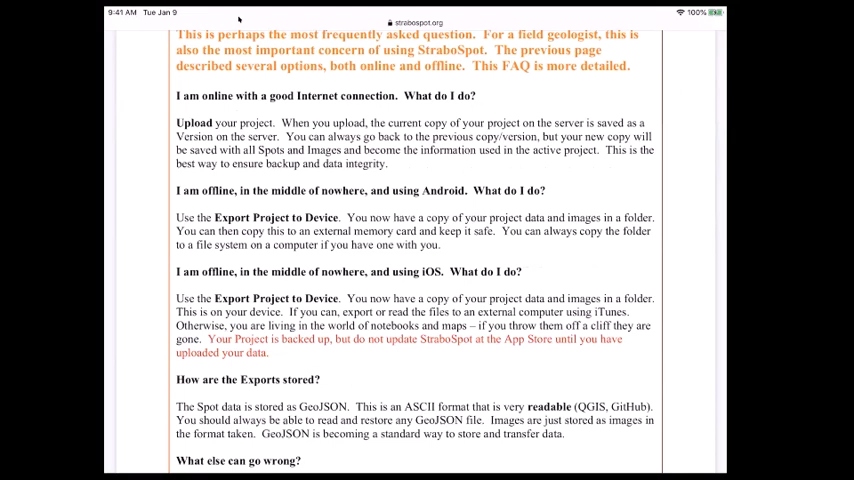 9:41 AM Tue Jan 9
100%
strabospot.org
This is perhaps the most frequently asked question. For a field geologist, this is
also the most important concern of using StraboSpot. The previous page
described several options, both online and offline. This FAQ is more detailed.
I am online with a good Internet connection. What do I do?
Upload your project. When you upload, the current copy of your project on the server is saved as a
Version on the server. You can always go back to the previous copy/version, but your new copy will
be saved with all Spots and Images and become the information used in the active project. This is the
best way to ensure backup and data integrity.
I am offline, in the middle of nowhere, and using Android. What do I do?
Use the Export Project to Device. You now have a copy of your project data and images in a folder.
You can then copy this to an external memory card and keep it safe. You can always copy the folder
to a file system on a computer if you have one with you.
I am offline, in the middle of nowhere, and using iOS. What do I do?
Use the Export Project to Device. You now have a copy of your project data and images in a folder.
This is on your device. If you can, export or read the files to an external computer using iTunes.
Otherwise, you are living in the world of notebooks and maps – if you throw them off a cliff they are
gone. Your Project is backed up, but do not update StraboSpot at the App Store until you have
uploaded your data.
How are the Exports stored?
The Spot data is stored as GeoJSON. This is an ASCII format that is very readable (QGIS, GitHub).
You should always be able to read and restore any GeoJSON file. Images are just stored as images in
the format taken. GeoJSON is becoming a standard way to store and transfer data.
What else can go wrong?